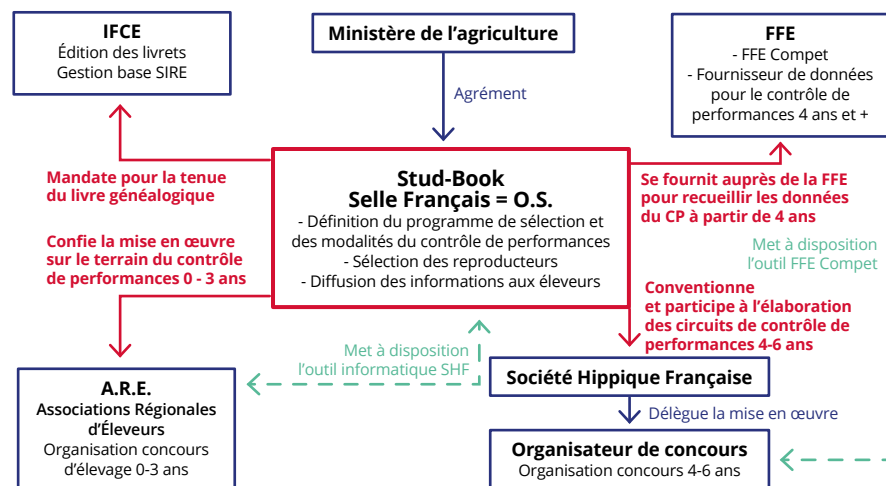 IFCE
Édition des livrets
Gestion base SIRE
Ministère de l'agriculture
FFE
- FFE Compet
- Fournisseur de données
pour le contrôle de
performances 4 ans et +
Agrément
Mandate pour la tenue
du livre généalogique
Stud-Book
Selle Français = O.S.
- Définition du programme de sélection et
des modalités du contrôle de performances
- Sélection des reproducteurs
- Diffusion des informations aux éleveurs
Se fournit auprès de la FFE
pour recueillir les données
du CP à partir de 4 ans
Confie la mise en œuvre
sur le terrain du contrôle
de performances 0 - 3 ans
Met à disposition
l'outil FFE Compet
Conventionne
et participe à l'élaboration
des circuits de contrôle de
performances 4-6 ans
Met à disposition
l'outil informatique SHF
A.R.E.
Associations Régionales
d'Éleveurs
Organisation concours
d'élevage 0-3 ans
Société Hippique Française
Délègue la mise en œuvre
Organisateur de concours
Organisation concours 4-6 ans